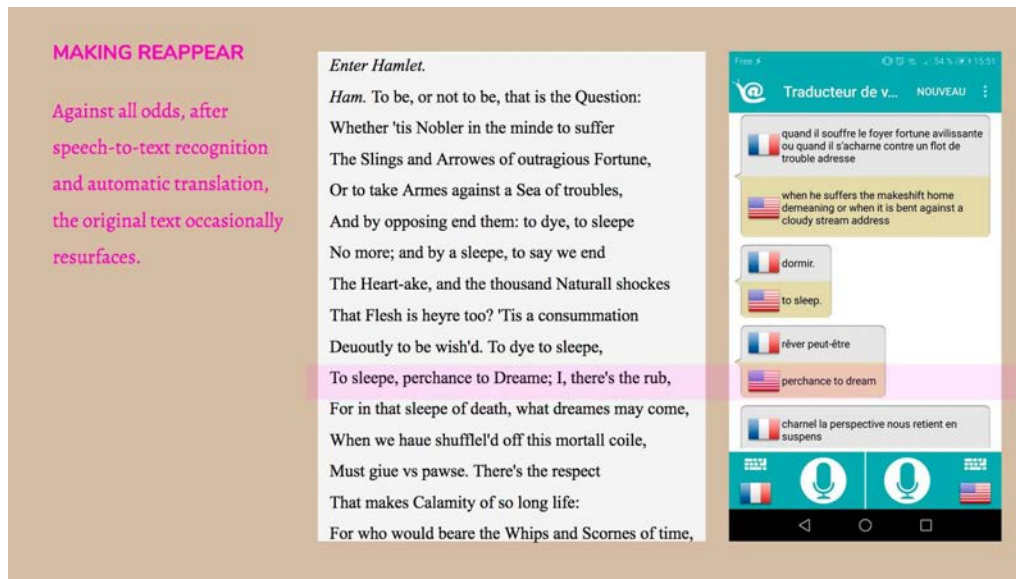 MAKING REAPPEAR
Against all odds, after
speech-to-text recognition
and automatic translation,
the original text occasionally
resurfaces.
Enter Hamlet.
Ham. To be, or not to be, that is the Question:
Whether 'tis Nobler in the minde to suffer
The Slings and Arrowes of outragious Fortune,
Or to take Armes against a Sea of troubles,
And by opposing end them: to dye, to sleepe
No more; and by a sleepe, to say we end
The Heart-ake, and the thousand Naturall shockes
That Flesh is heyre too? 'Tis a consummation
Deuoutly to be wish'd. To dye to sleepe,
To sleepe, perchance to Dreame; I, there's the rub,
For in that sleepe of death, what dreames may come,
When we haue shufflel'd off this mortall coile,
Must giue vs pawse. There's the respect
That makes Calamity of so long life:
For who would beare the Whips and Scornes of time,
Free
54 % 15:51
Traducteur de v... NOUVEAU
quand il souffre le foyer fortune avilissante
ou quand il s'acharne contre un flot de
trouble adresse
when he suffers the makeshift home
demeaning or when it is bent against a
cloudy stream address
dormir.
to sleep.
rêver peut-être
perchance to dream
charnel la perspective nous retient en
suspens